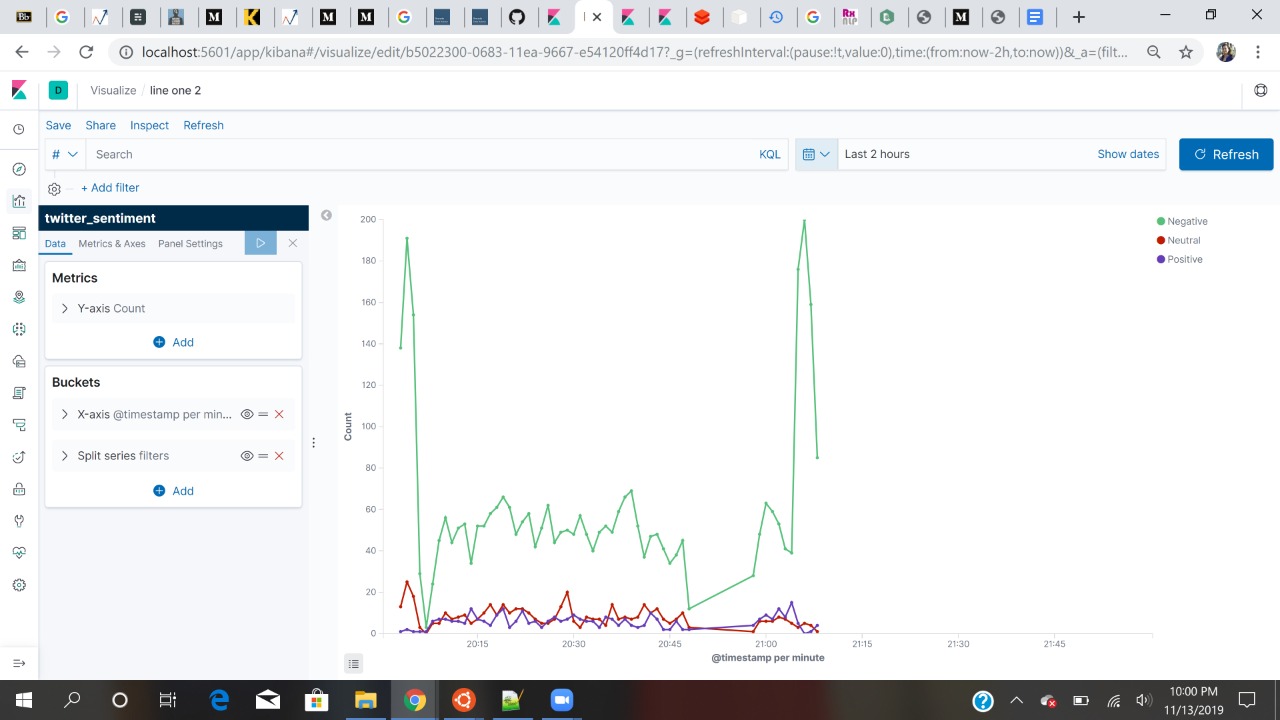 localhost:5601/app/kibana#/visualize/edit/b5022300-0683-11ea-9667-e54120ff4d17?_g=(refreshInterval:(pause:!t,value:0),time:(from:now-2h,to:now))&_a=(filt...
D Visualize / line one 2
Save Share Inspect Refresh
# Search KQL Last 2 hours Show dates Refresh
+ Add filter
twitter_sentiment
Data Metrics & Axes Panel Settings
Metrics
Y-axis Count
Add
Buckets
X-axis @timestamp per min...
Split series filters
Add
200
180
160
140
120
100
80
60
40
20
0
Count
20:15 20:30 20:45 21:00 21:15 21:30 21:45
@timestamp per minute
Negative
Neutral
Positive
10:00 PM
11/13/2019